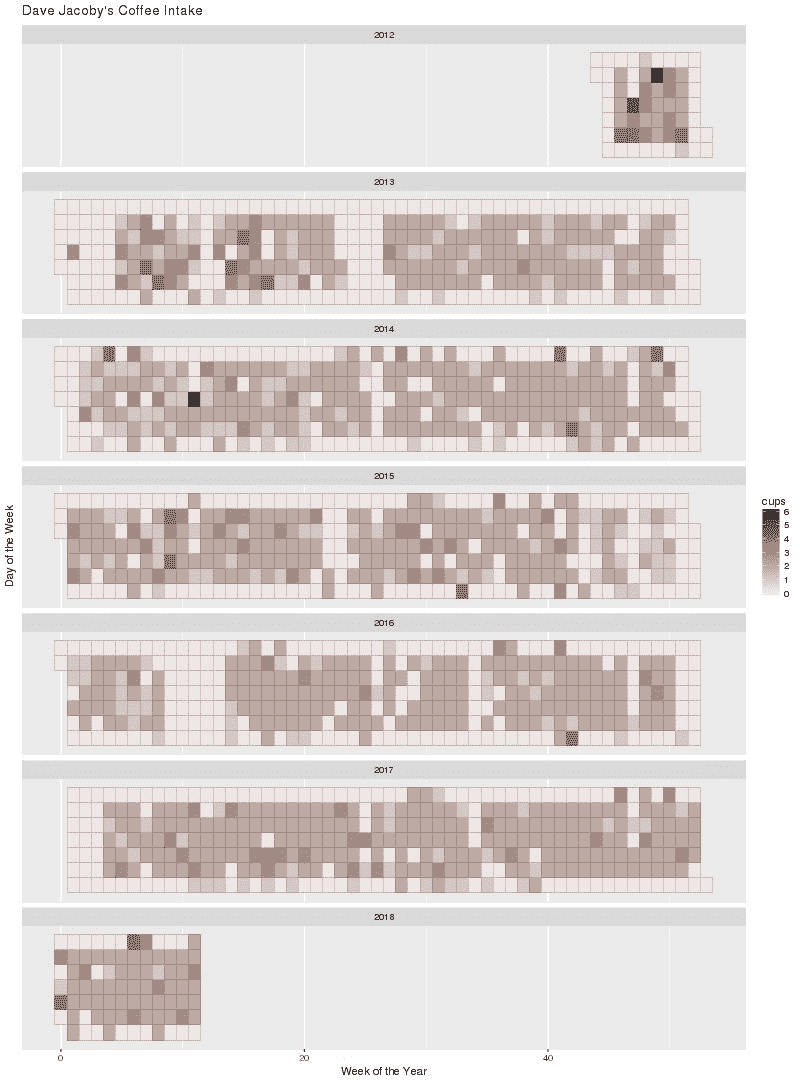 Dave Jacoby's Coffee Intake
2012
2013
2014
2015
2016
2017
2018
Day of the Week
cups
6
5
4
3
2
1
0
0 20 40
Week of the Year